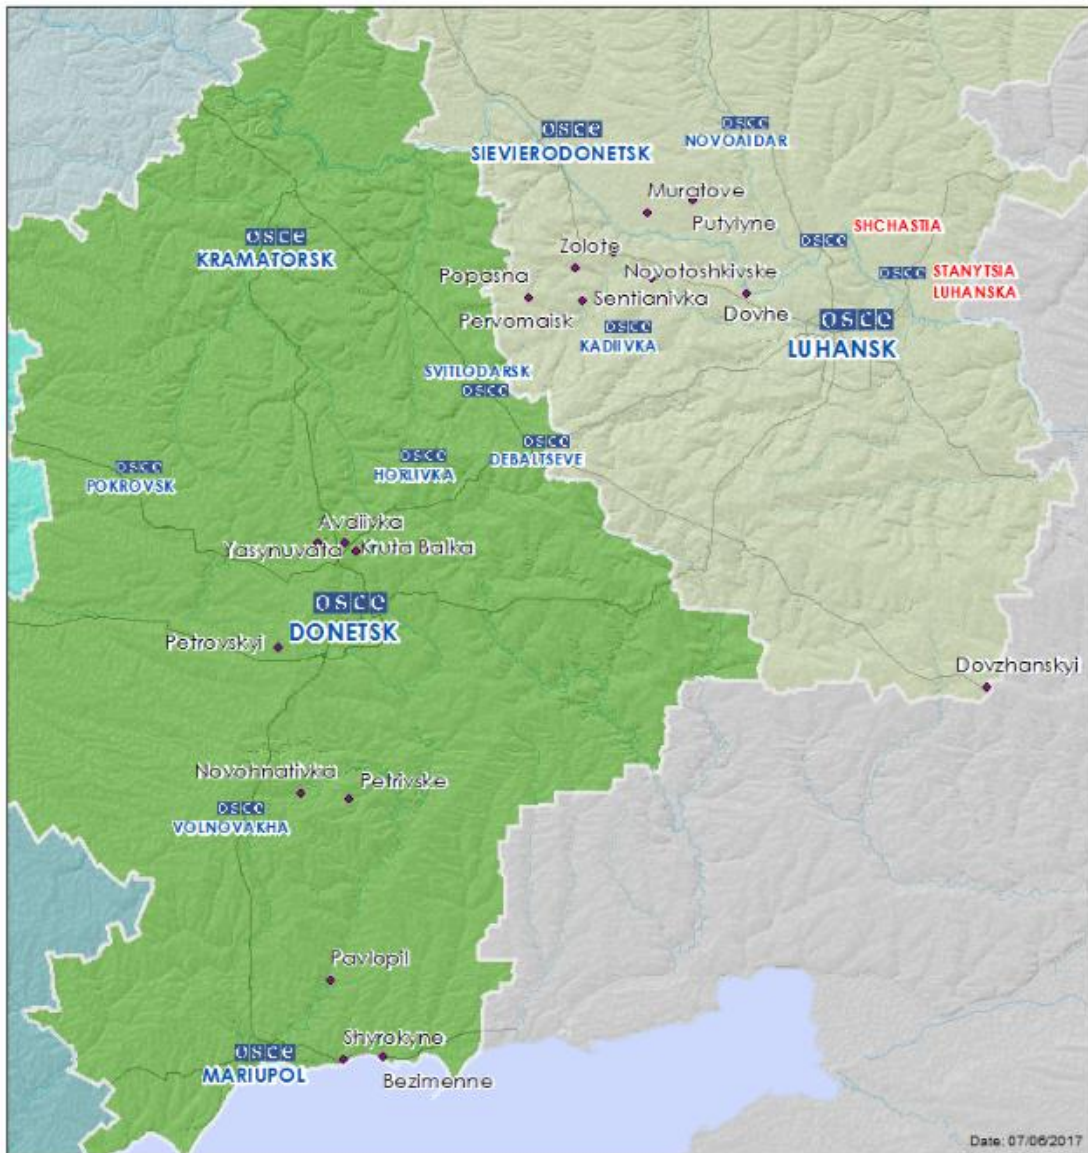 osce
NOVOAIDAR
osce
SIEVIERODONETSK
Muratove
Putyiyne
SHCHASTIA
osce
osce
KRAMATORSK
Zolote
Novotoshkivske
osce
STANYTSIA
LUHANSKA
Popasna
Sentianivka
Pervomaisk
Dovhe
osce
KADIIVKA
osce
LUHANSK
SVITLODARSK
osce
osce
DEBALTSEVE
osce
HORLIVKA
osce
POKROVSK
Avdiivka
Yasynuvata
Kruta Balka
osce
DONETSK
Petrovskyi
Dovzhanskyi
Novohnativka
Petrivske
osce
VOLNOVAKHA
Pavlopil
Shyrokyne
osce
MARIUPOL
Bezimenne
Date: 07/06/2017